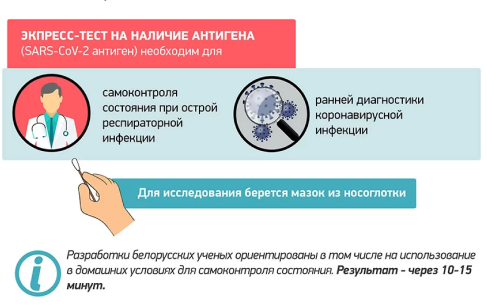 ЭКПРЕСС-ТЕСТ НА НАЛИЧИЕ АНТИГЕНА
(SARS-CoV-2 антиген) необходим для
самоконтроля
состояния при острой
респираторной
инфекции
ранней диагностики
коронавирусной
инфекции
Для исследования берется мазок из носоглотки
Разработки белорусских ученых ориентированы в том числе на использование
в домашних условиях для самоконтроля состояния. Результат - через 10-15
минут.